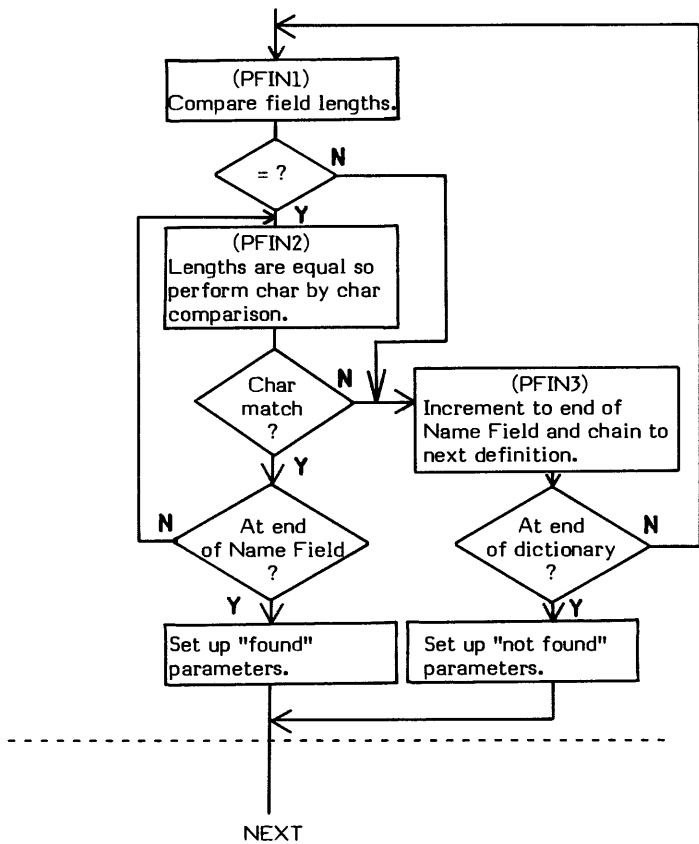 (PFIN1)
Compare field lengths.
= ?
N
Y
(PFIN2)
Lengths are equal so
perform char by char
comparison.
Char
match
?
N
Y
(PFIN3)
Increment to end of
Name Field and chain to
next definition.
At end
of Name Field
?
N
Y
At end
of dictionary
?
N
Y
Set up "found"
parameters.
Set up "not found"
parameters.
NEXT